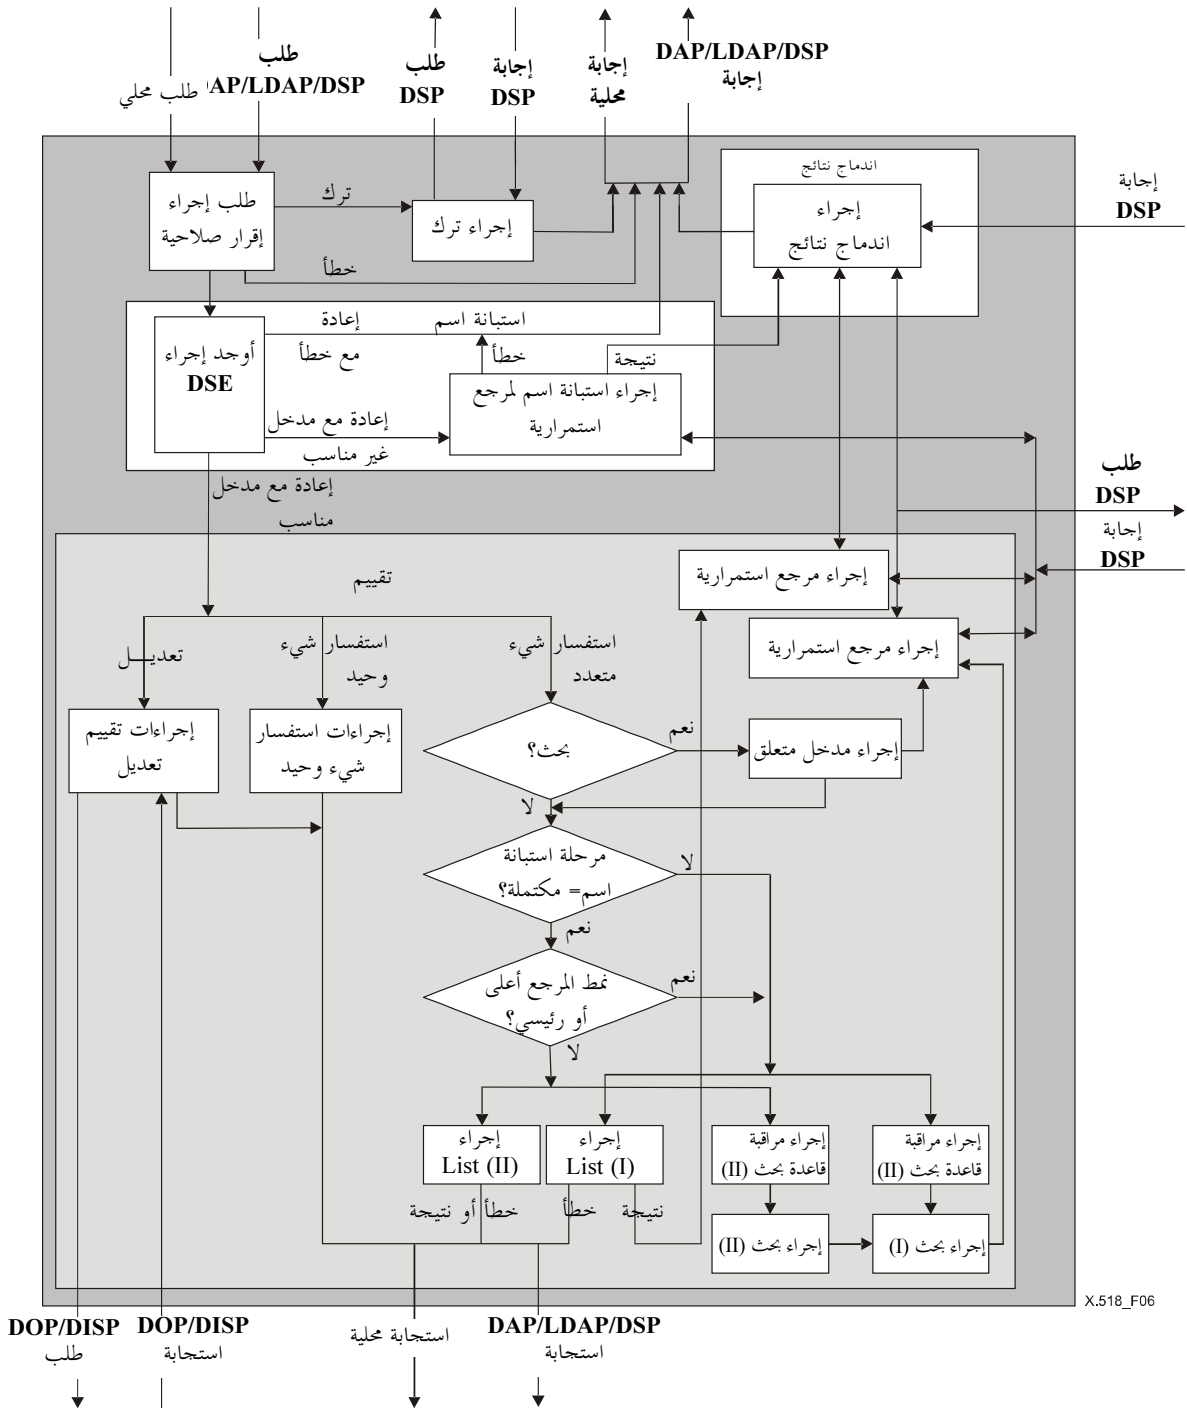 طلب
DAP/LDAP/DSP
طلب محلي
طلب
DSP
إجابة
DSP
إجابة
محلية
DAP/LDAP/DSP
إجابة
طلب إجراء
إقرار صلاحية
ترك
إجراء ترك
خطأ
اندماج نتائج
إجراء
اندماج نتائج
إجابة
DSP
أوجد إجراء
DSE
إعادة
مع خطأ
استبانة اسم
خطأ
نتيجة
إجراء استبانة اسم لمرجع
استمرارية
إعادة مع مدخل
غير مناسب
إعادة مع مدخل
مناسب
طلب
DSP
إجابة
DSP
تقييم
إجراء مرجع استمرارية
إجراء مرجع استمرارية
تعديـــل
استفسار شيء
وحيد
استفسار شيء
متعدد
إجراءات تقييم
تعديل
إجراءات استفسار
شيء وحيد
بحث؟
نعم
إجراء مدخل متعلق
لا
مرحلة استبانة
اسم= مكتملة؟
لا
نعم
نمط المرجع أعلى
أو رئيسي؟
نعم
لا
إجراء
List (II)
إجراء
List (I)
إجراء مراقبة
قاعدة بحث (II)
إجراء مراقبة
قاعدة بحث (II)
خطأ أو نتيجة
خطأ
نتيجة
إجراء بحث (II)
إجراء بحث (I)
X.518_F06
DOP/DISP
طلب
DOP/DISP
استجابة
استجابة محلية
DAP/LDAP/DSP
استجابة